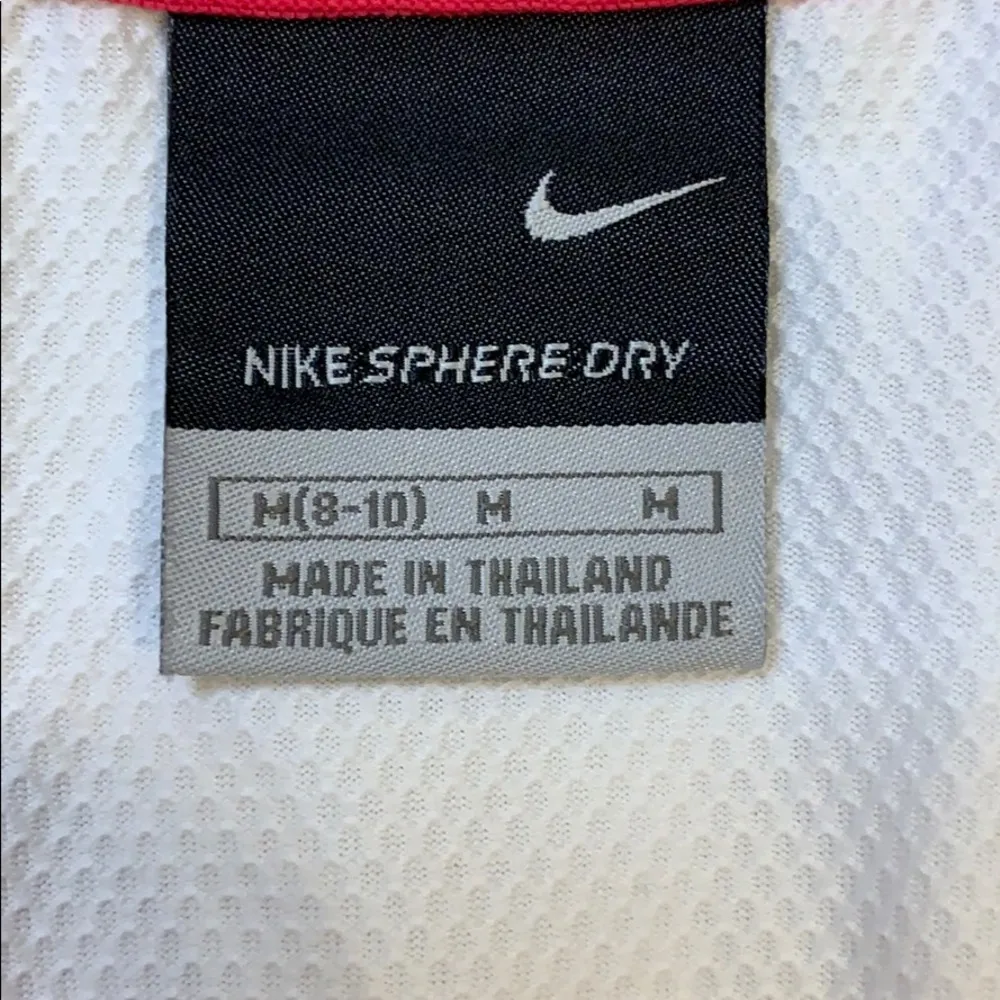 NIKE SPHERE DRY
M(8-10) M M
MADE IN THAILAND
FABRIQUE EN THAILANDE